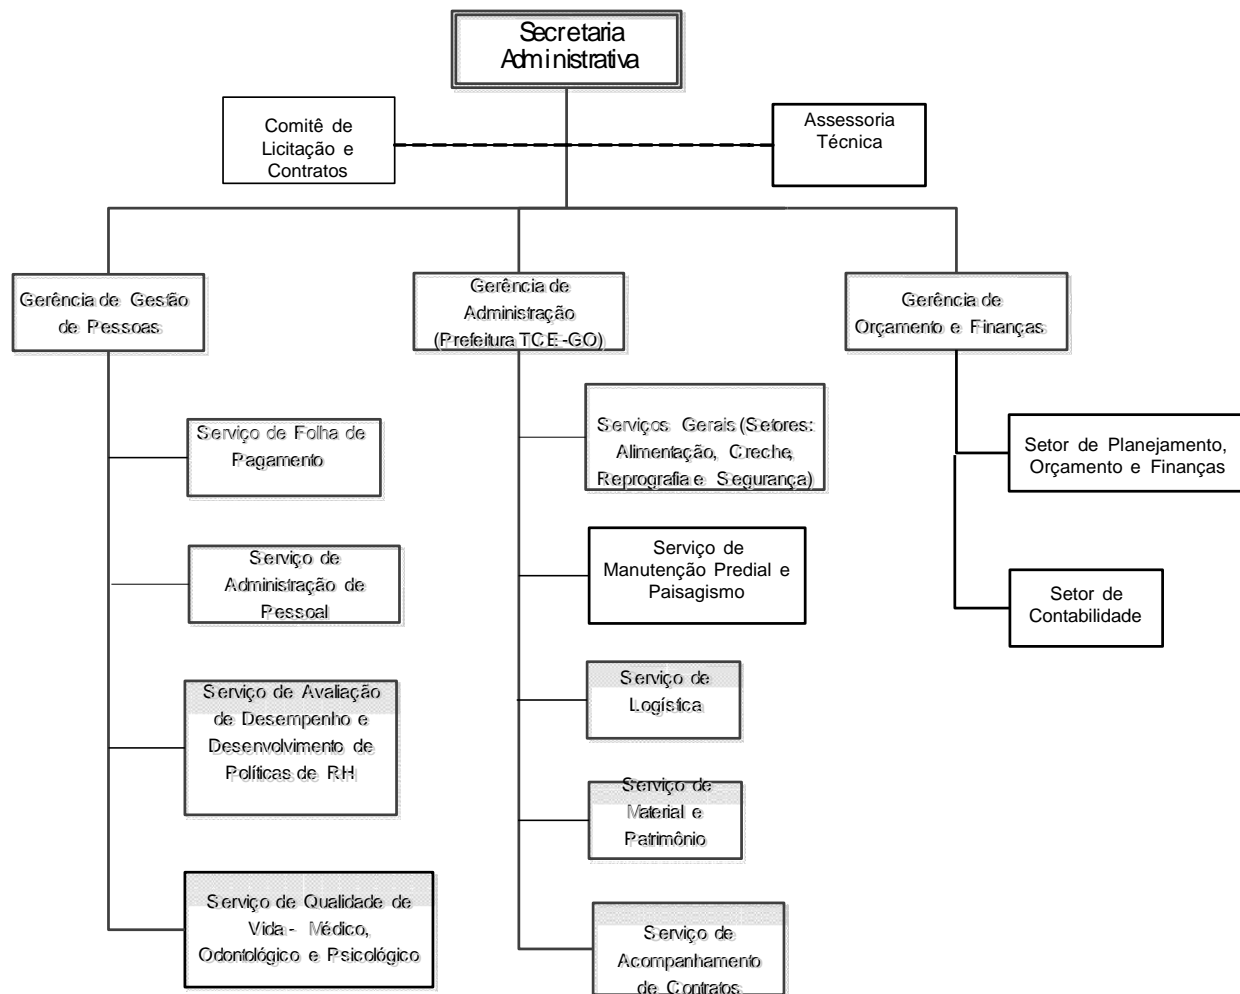 Secretaria
Administrativa
Comitê de
Licitação e
Contratos
Assessoria
Técnica
Gerência de Gestão
de Pessoas
Gerência de
Administração
(Prefeitura TCE-GO)
Gerência de
Orçamento e Finanças
Serviço de Folha de
Pagamento
Serviço de
Administração de
Pessoal
Serviço de Avaliação
de Desempenho e
Desenvolvimento de
Políticas de RH
Serviço de Qualidade de
Vida - Médico,
Odontológico e Psicológico
Serviços Gerais (Setores:
Alimentação, Creche,
Reprografia e Segurança)
Serviço de
Manutenção Predial e
Paisagismo
Serviço de
Logística
Serviço de
Material e
Patrimônio
Serviço de
Acompanhamento
de Contratos
Setor de Planejamento,
Orçamento e Finanças
Setor de
Contabilidade